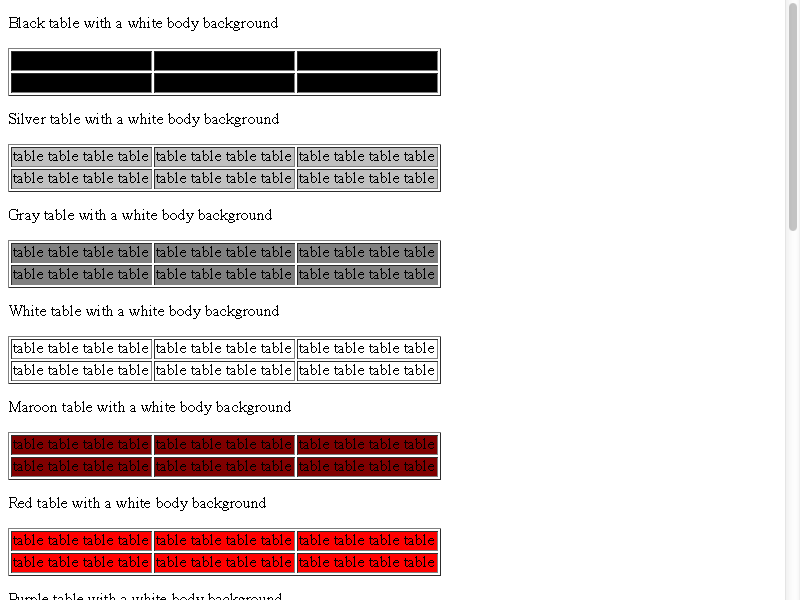 Black table with a white body background
Silver table with a white body background
table table table table table table table table table table table table
table table table table table table table table table table table table
Gray table with a white body background
table table table table table table table table table table table table
table table table table table table table table table table table table
White table with a white body background
table table table table table table table table table table table table
table table table table table table table table table table table table
Maroon table with a white body background
table table table table table table table table table table table table
table table table table table table table table table table table table
Red table with a white body background
table table table table table table table table table table table table
table table table table table table table table table table table table
Purple table with a white body background